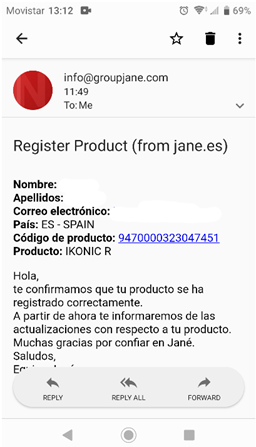 Movistar 13:12 69%
info@groupjane.com
11:49
To: Me
Register Product (from jane.es)
Nombre:
Apellidos:
Correo electrónico:
País: ES - SPAIN
Código de producto: 9470000323047451
Producto: IKONIC R
Hola,
te confirmamos que tu producto se ha
registrado correctamente.
A partir de ahora te informaremos de las
actualizaciones con respecto a tu producto.
Muchas gracias por confiar en Jané.
Saludos,
REPLY REPLY ALL FORWARD